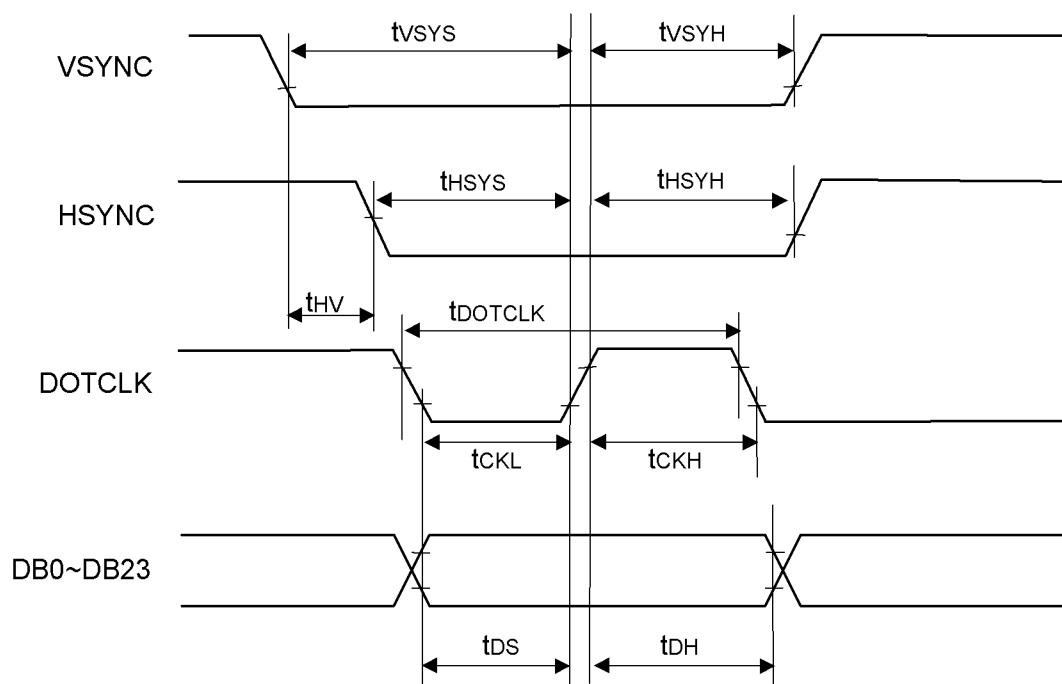 tVSYS tVSYH
VSYNC
tHSYS tHSYH
HSYNC
tHV tDOTCLK
DOTCLK
tCKL tCKH
DB0~DB23
tDS tDH